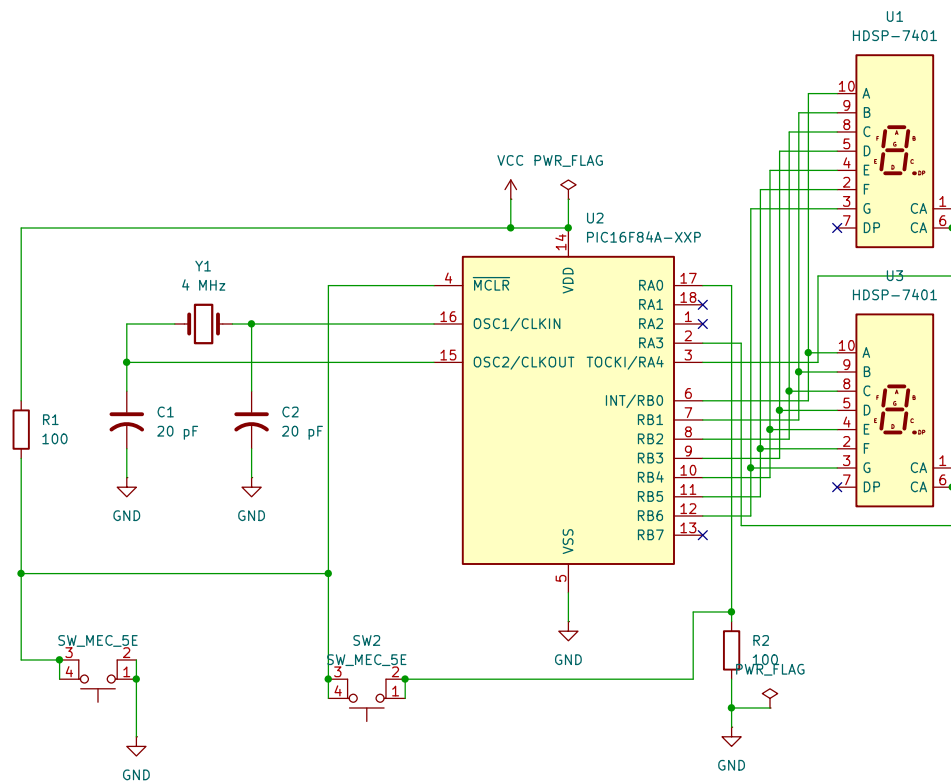 U1
HDSP-7401
10 A
9 B
8 C
5 D
4 E
2 F
3 G CA 1
7 DP CA 6
A
F B
G
E C
D DP
VCC PWR_FLAG
U2
PIC16F84A-XXP
14
VDD
4 MCLR
16 OSC1/CLKIN
15 OSC2/CLKOUT
RA0 17
RA1 18
RA2 1
RA3 2
TOCKI/RA4 3
INT/RB0 6
RB1 7
RB2 8
RB3 9
RB4 10
RB5 11
RB6 12
RB7 13
VSS
5
GND
Y1
4 MHz
C1
20 pF
GND
C2
20 pF
GND
R1
100
U3
HDSP-7401
10 A
9 B
8 C
5 D
4 E
2 F
3 G CA 1
7 DP CA 6
A
F B
G
E C
D DP
SW_MEC_5E
3 2
4 1
GND
SW2
SW_MEC_5E
3 2
4 1
R2
100
PWR_FLAG
GND